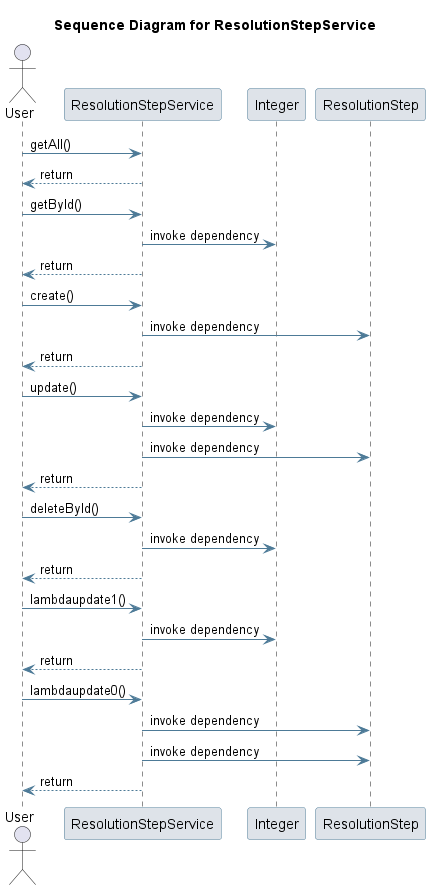 Sequence Diagram for ResolutionStepService
User
ResolutionStepService
Integer
ResolutionStep
getAll()
return
getById()
invoke dependency
return
create()
invoke dependency
return
update()
invoke dependency
invoke dependency
return
deleteById()
invoke dependency
return
lambdaupdate1()
invoke dependency
return
lambdaupdate0()
invoke dependency
invoke dependency
return
User
ResolutionStepService
Integer
ResolutionStep